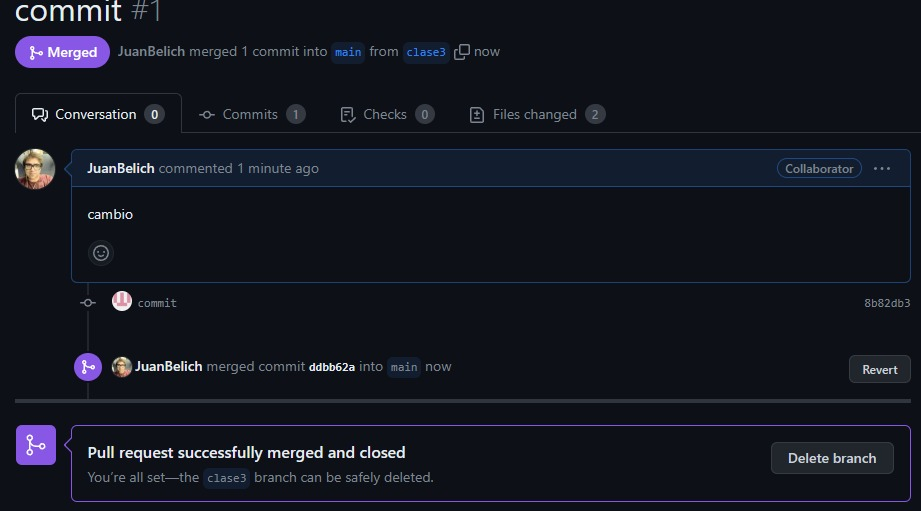 commit #1
Merged JuanBelich merged 1 commit into main from clase3 now
Conversation 0 Commits 1 Checks 0 Files changed 2
JuanBelich commented 1 minute ago Collaborator ...
cambio
commit 8b82db3
JuanBelich merged commit ddbb62a into main now Revert
Pull request successfully merged and closed
You're all set—the clase3 branch can be safely deleted. Delete branch